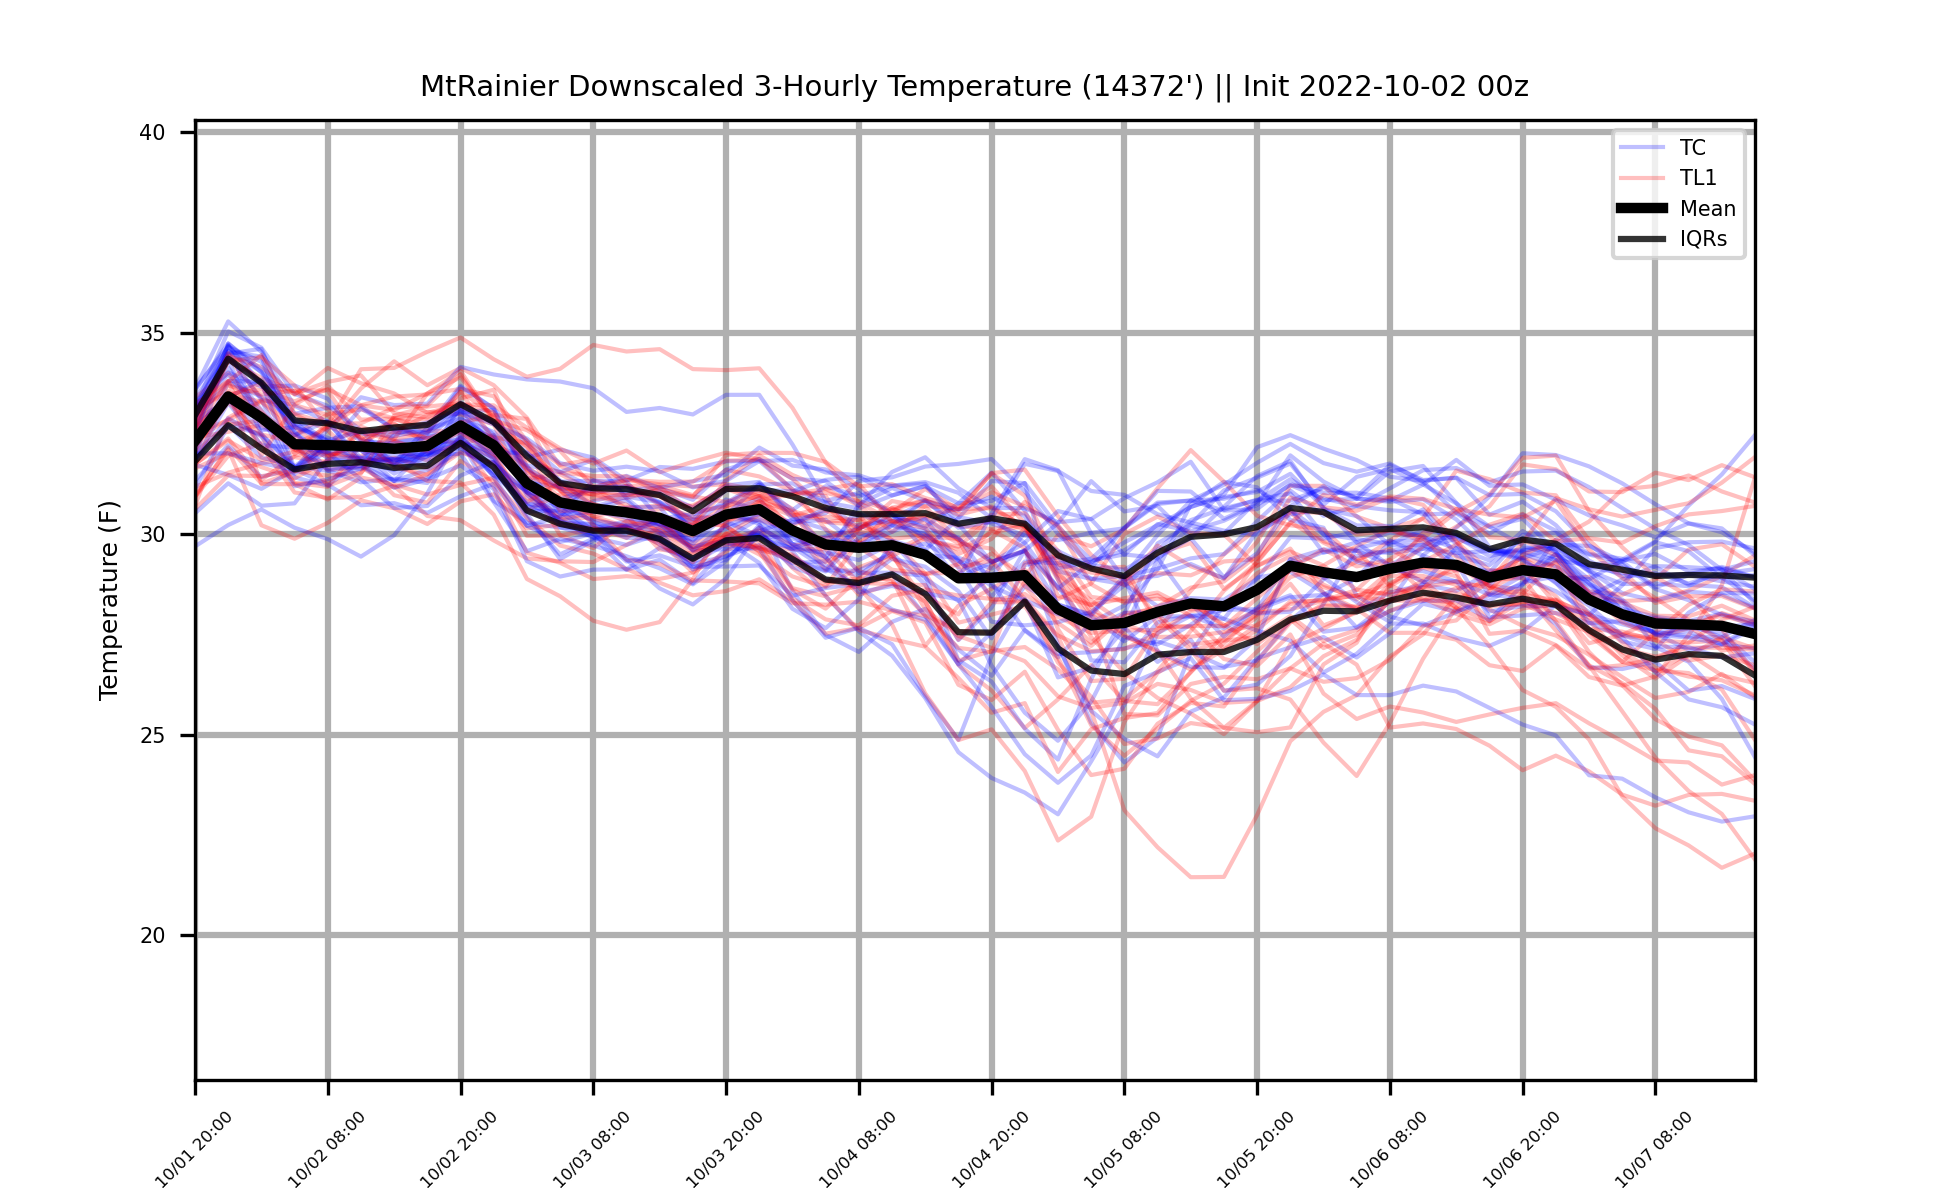 MtRainier Downscaled 3-Hourly Temperature (14372') || Init 2022-10-02 00z
TC
TL1
Mean
IQRs
Temperature (F)
40
35
30
25
20
10/01 20:00
10/02 08:00
10/02 20:00
10/03 08:00
10/03 20:00
10/04 08:00
10/04 20:00
10/05 08:00
10/05 20:00
10/06 08:00
10/06 20:00
10/07 08:00